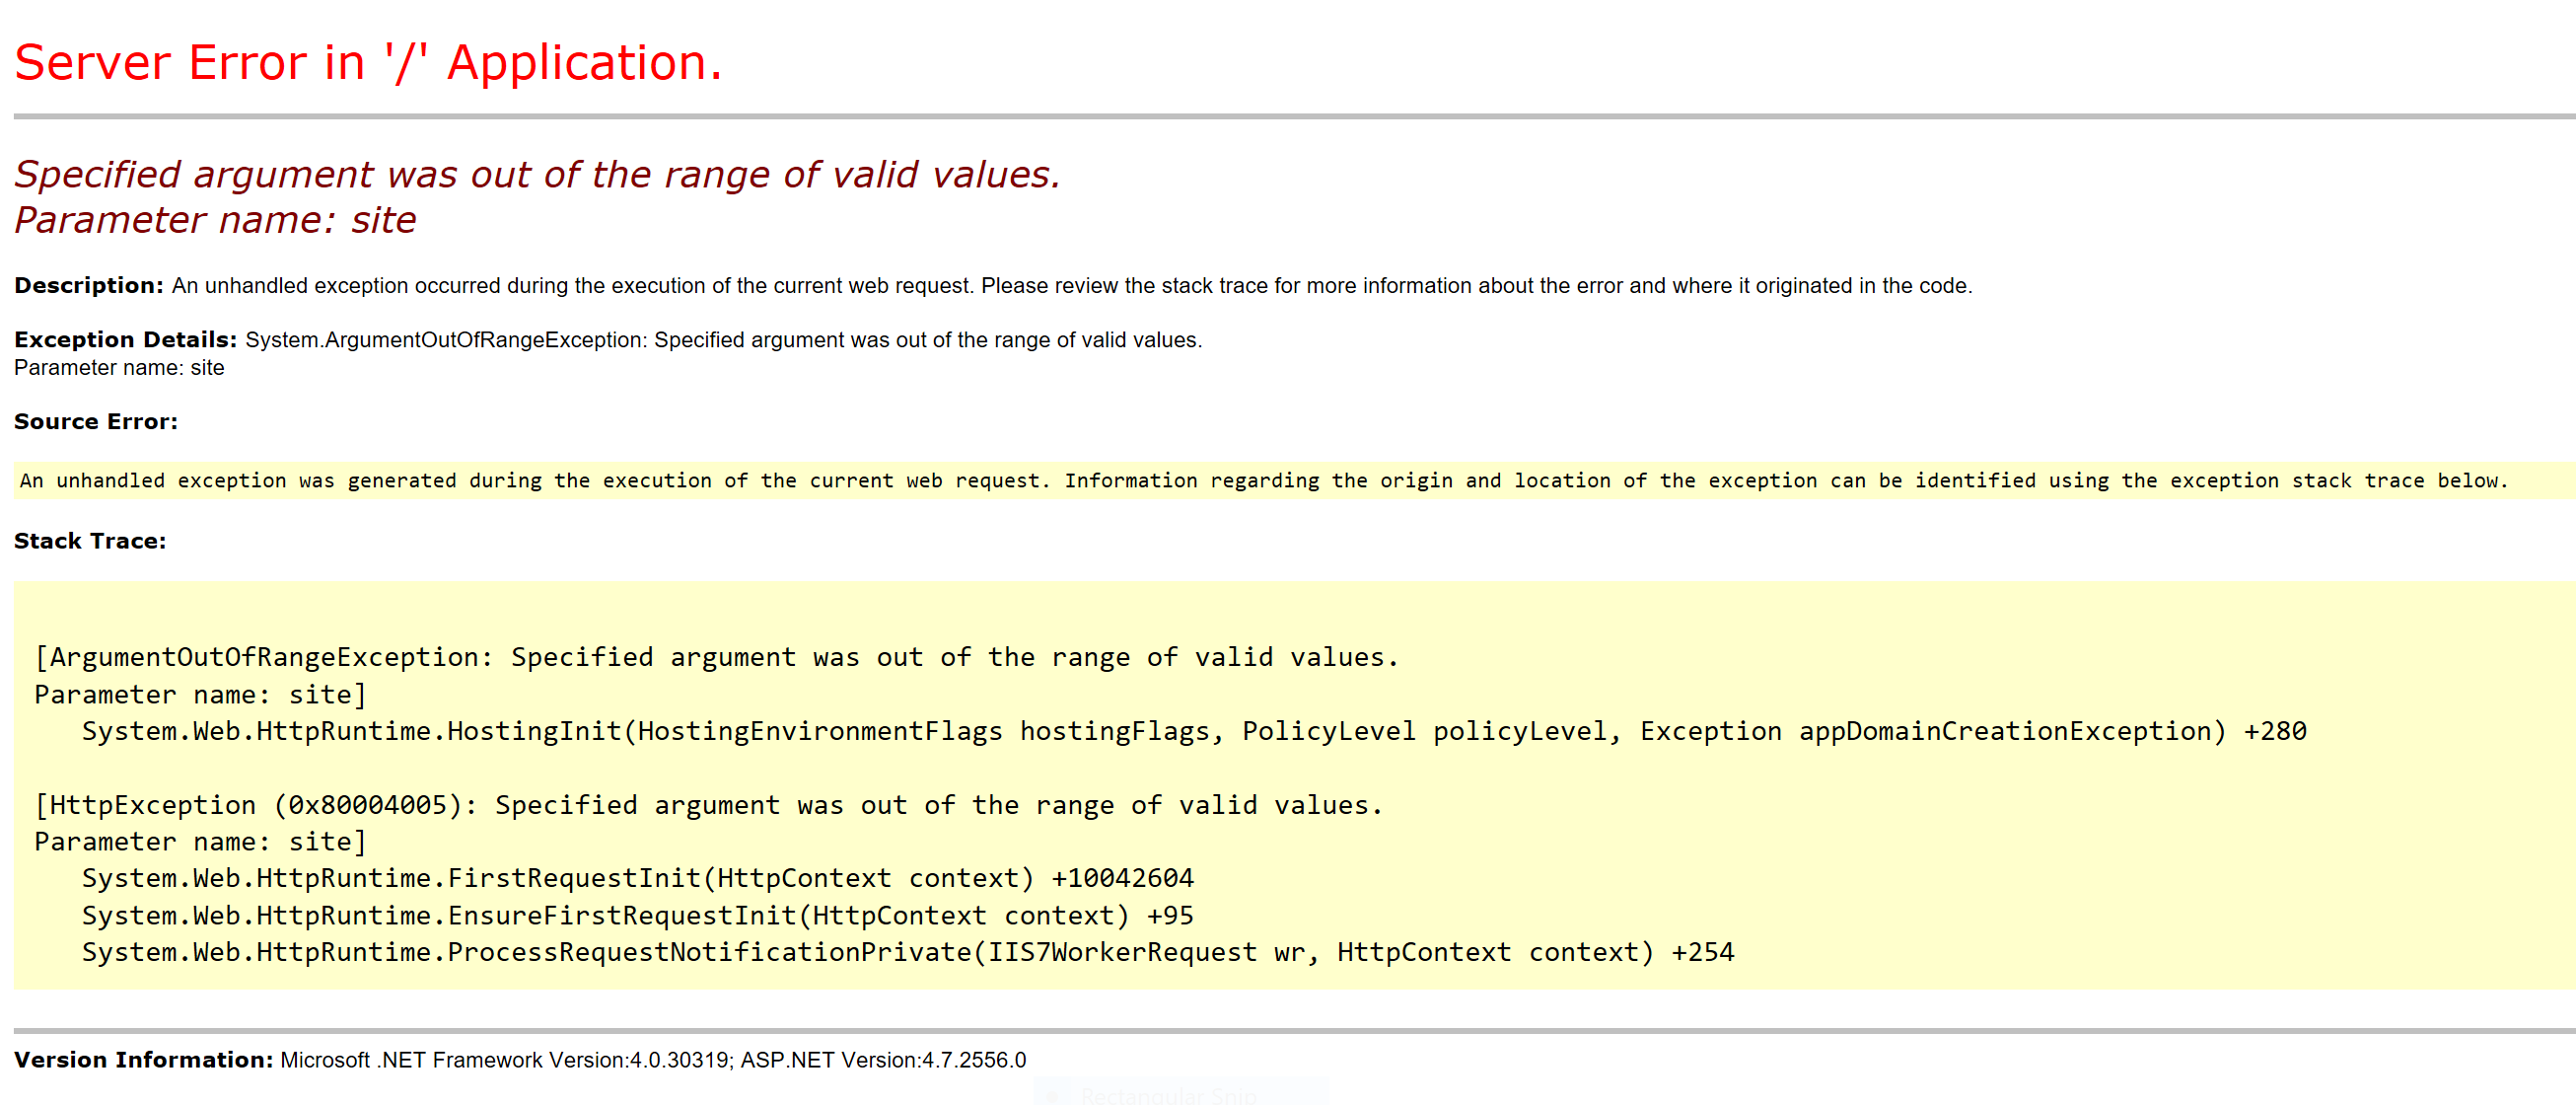 Server Error in '/' Application.
Specified argument was out of the range of valid values.
Parameter name: site
Description: An unhandled exception occurred during the execution of the current web request. Please review the stack trace for more information about the error and where it originated in the code.
Exception Details: System.ArgumentOutOfRangeException: Specified argument was out of the range of valid values.
Parameter name: site
Source Error:
An unhandled exception was generated during the execution of the current web request. Information regarding the origin and location of the exception can be identified using the exception stack trace below.
Stack Trace:
[ArgumentOutOfRangeException: Specified argument was out of the range of valid values.
Parameter name: site]
   System.Web.HttpRuntime.HostingInit(HostingEnvironmentFlags hostingFlags, PolicyLevel policyLevel, Exception appDomainCreationException) +280
[HttpException (0x80004005): Specified argument was out of the range of valid values.
Parameter name: site]
   System.Web.HttpRuntime.FirstRequestInit(HttpContext context) +10042604
   System.Web.HttpRuntime.EnsureFirstRequestInit(HttpContext context) +95
   System.Web.HttpRuntime.ProcessRequestNotificationPrivate(IIS7WorkerRequest wr, HttpContext context) +254
Version Information: Microsoft .NET Framework Version:4.0.30319; ASP.NET Version:4.7.2556.0
Rectangular Snip